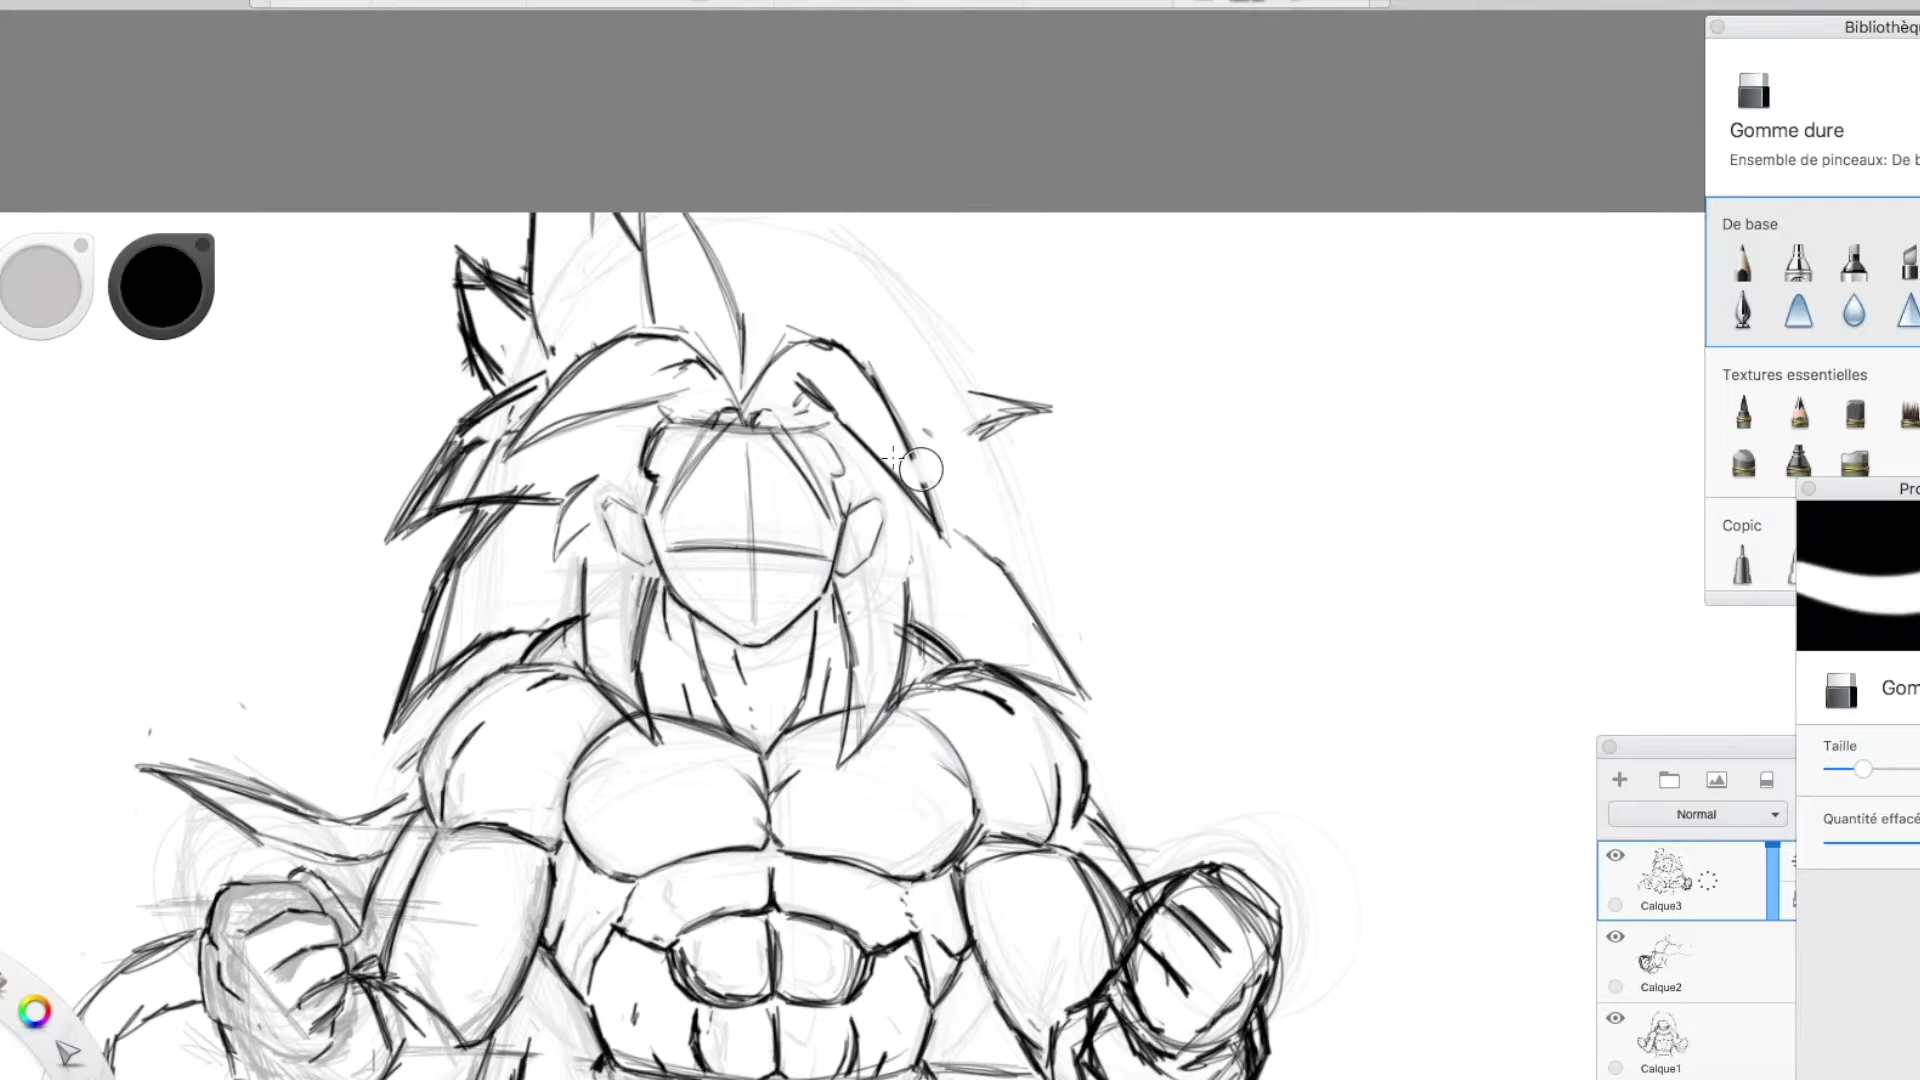 Bibliothèq
Gomme dure
Ensemble de pinceaux: De b
De base
Textures essentielles
Copic
Pro
Gom
Taille
Quantité effacé
Normal
Calque3
Calque2
Calque1